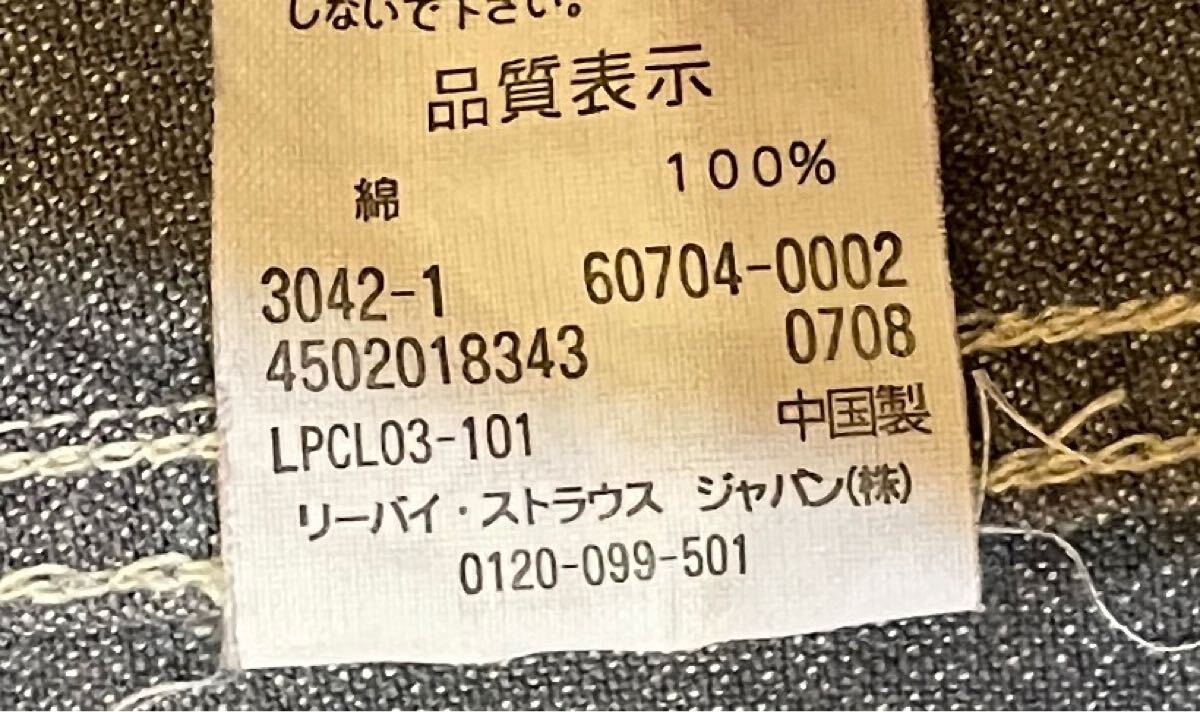 しないで下さい。
品質表示
綿 １００%
3042-1 60704-0002
4502018343 0708
LPCL03-101 中国製
リーバイ・ストラウス ジャパン(株)
0120-099-501